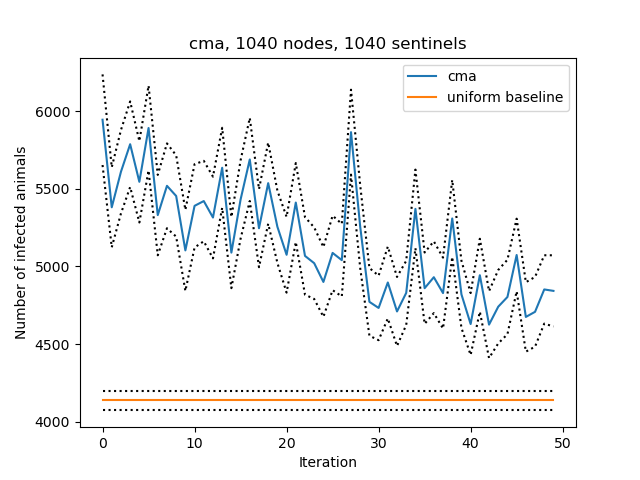 cma, 1040 nodes, 1040 sentinels
cma
uniform baseline
Number of infected animals
6000
5500
5000
4500
4000
0 10 20 30 40 50
Iteration